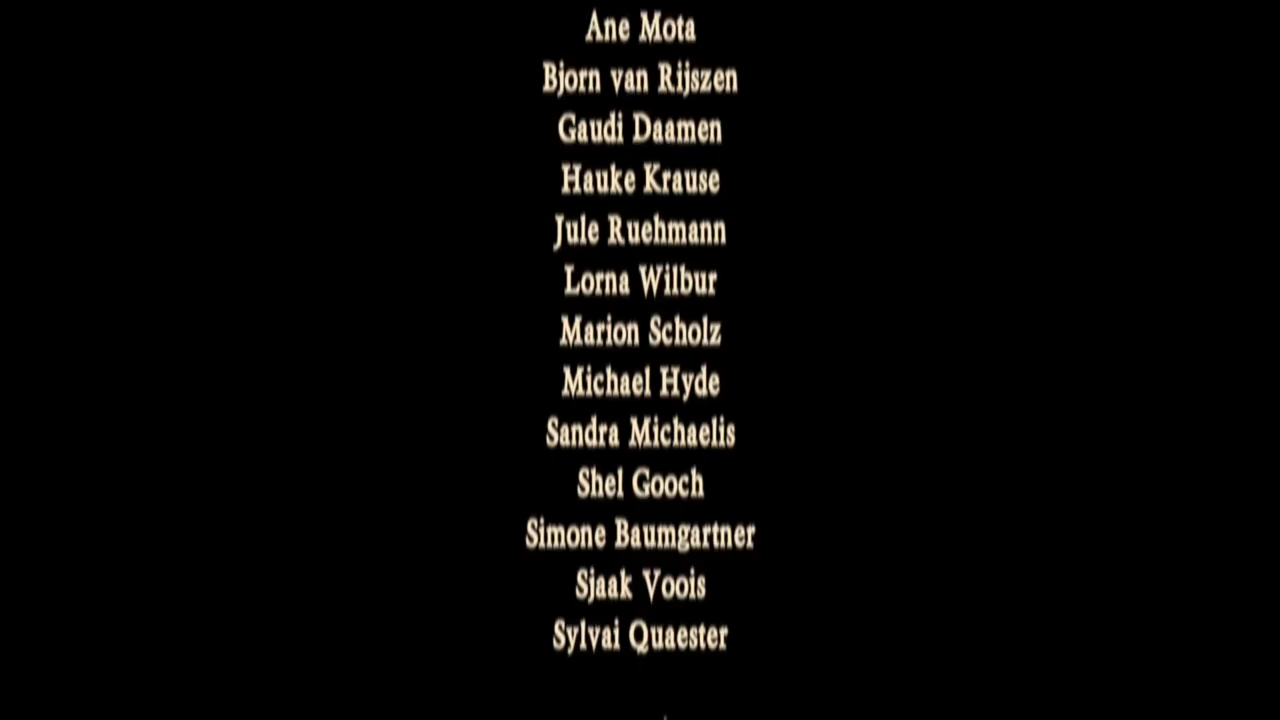 Ane Mota
Bjorn van Rijszen
Gaudi Daamen
Hauke Krause
Jule Ruehmann
Lorna Wilbur
Marion Scholz
Michael Hyde
Sandra Michaelis
Shel Gooch
Simone Baumgartner
Sjaak Voois
Sylvai Quaester